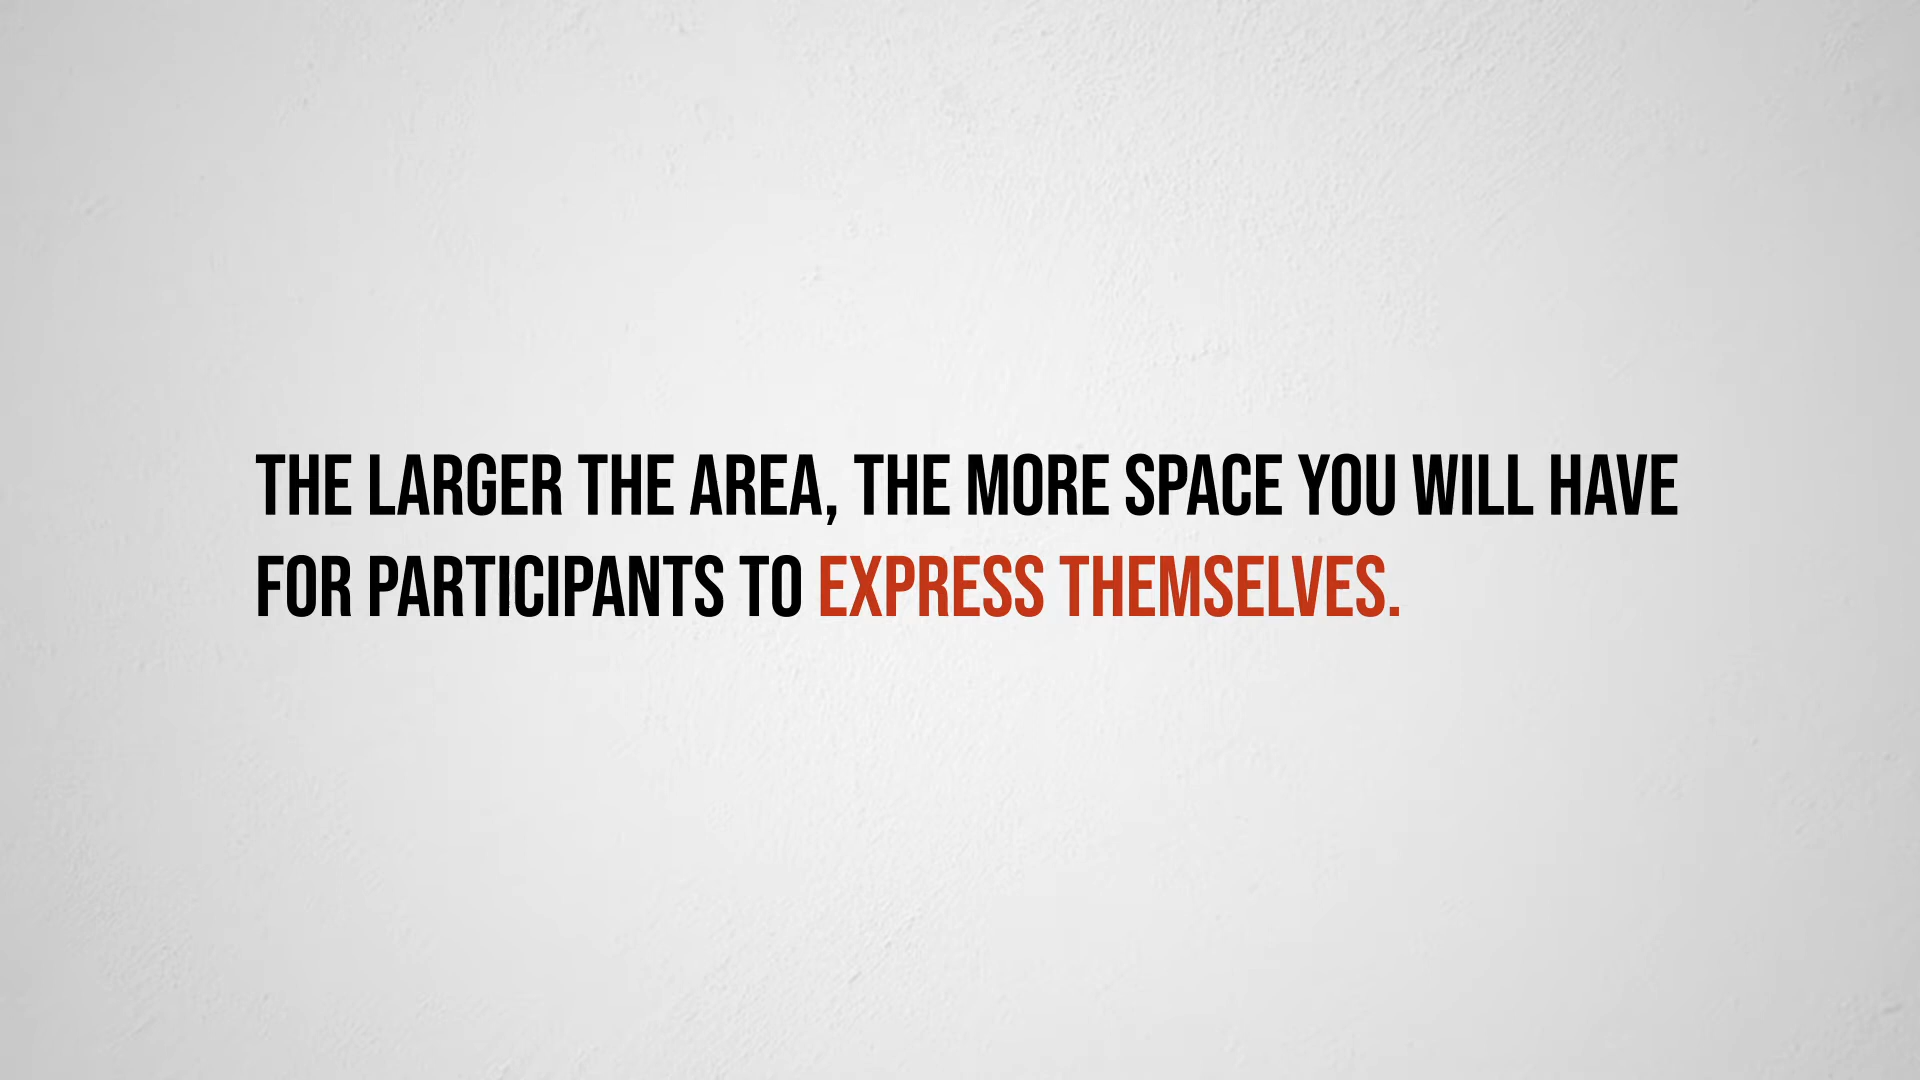 THE LARGER THE AREA, THE MORE SPACE YOU WILL HAVE
FOR PARTICIPANTS TO EXPRESS THEMSELVES.